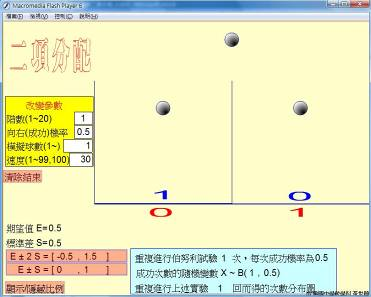 Macromedia Flash Player 6
檔案(F) 檢視(V) 控制(C) 說明(H)
二項分配
改變參數
階數(1~20) 1
向右(成功)機率 0.5
模擬球數(1~) 1
速度(1~99,100) 30
清除結束
1 0
0 1
期望值 E=0.5
標準差 S=0.5
E ± 2 S = [ -0.5 , 1.5 ]
E ± S = [ 0 , 1 ]
顯示/隱藏比例
重複進行伯努利試驗 1 次，每次成功機率為0.5
成功次數的隨機變數 X ~ B( 1 , 0.5 )
重複進行上述實驗 1 回而得的次數分布圖